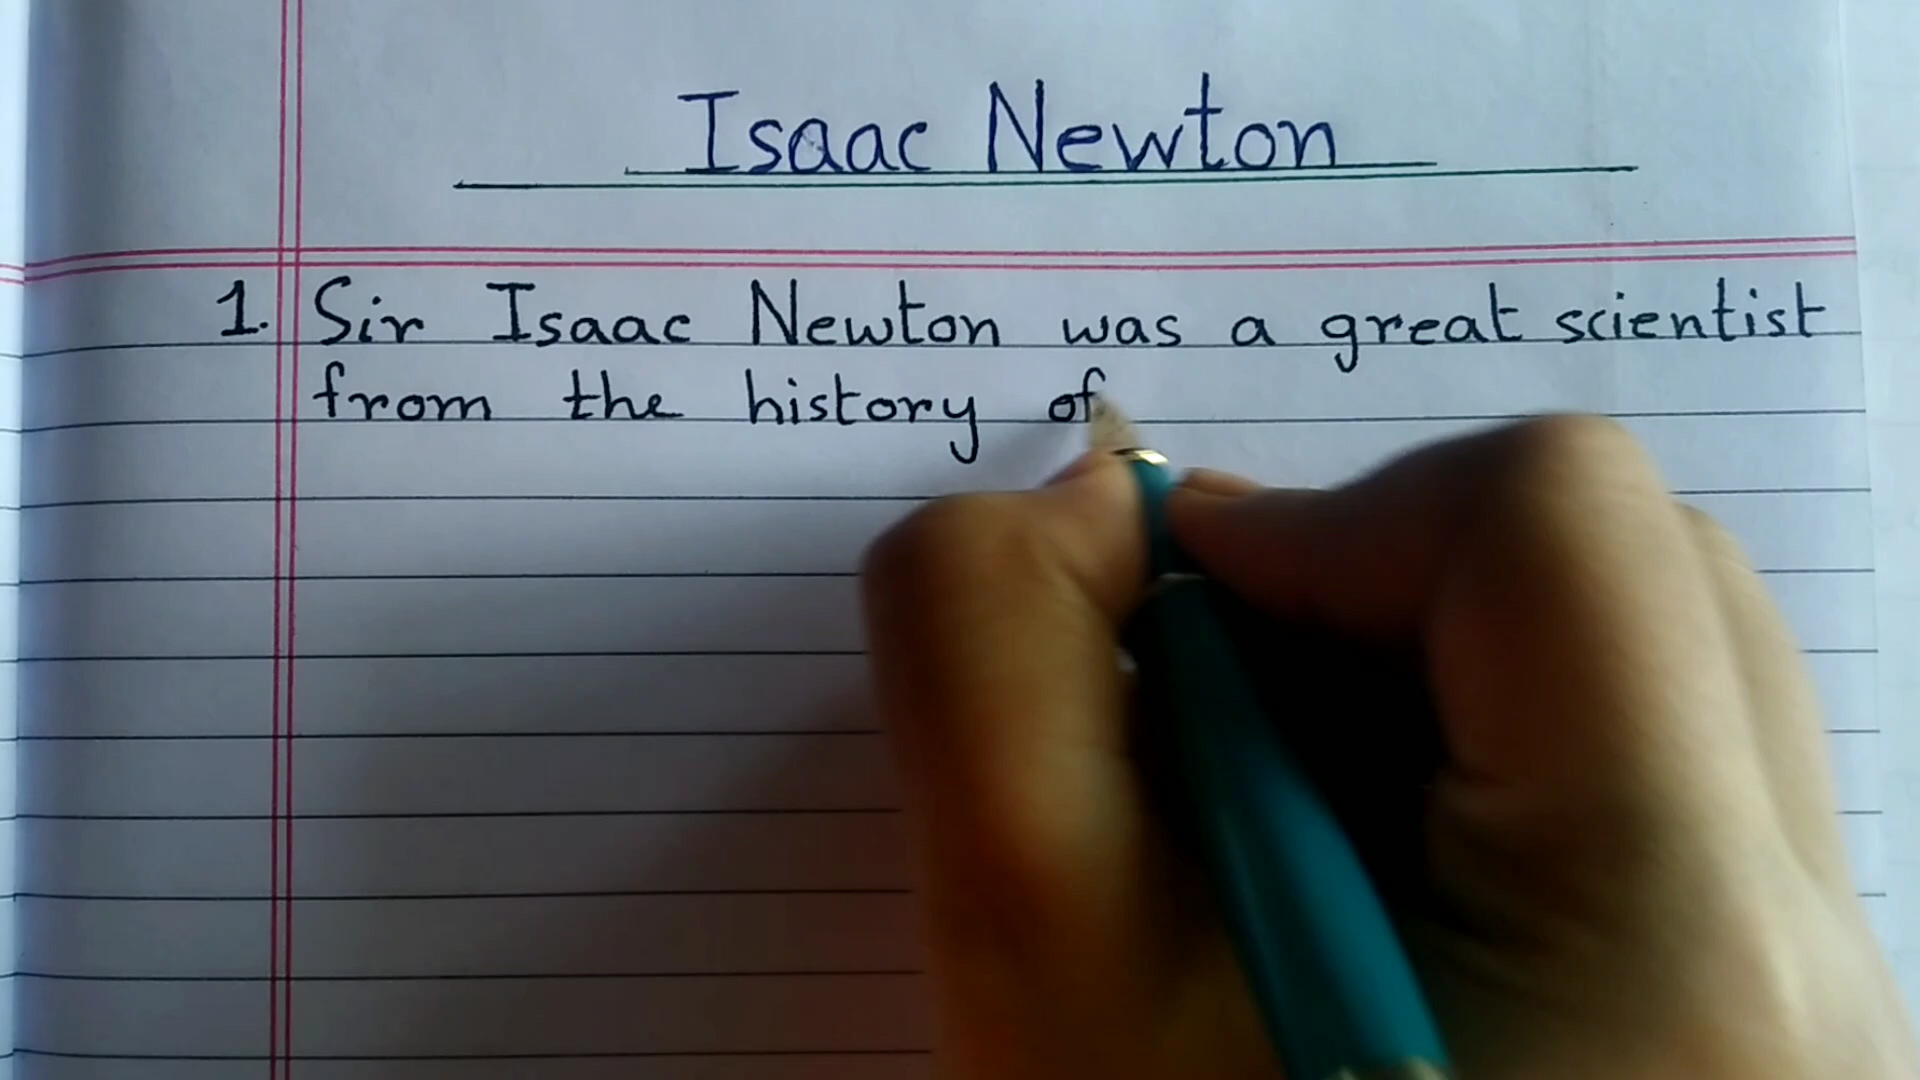 Isaac Newton
1. Sir Isaac Newton was a great scientist
from the history of